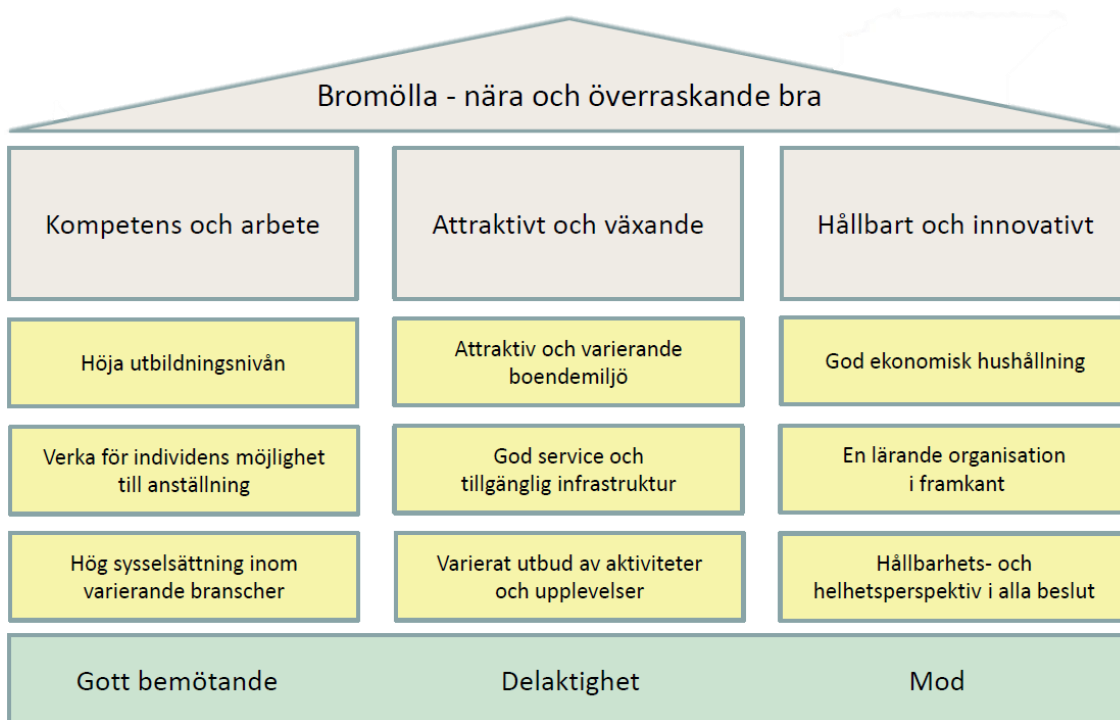 Bromölla - nära och överraskande bra
Kompetens och arbete
Attraktivt och växande
Hållbart och innovativt
Höja utbildningsnivån
Attraktiv och varierande
boendemiljö
God ekonomisk hushållning
Verka för individens möjlighet
till anställning
God service och
tillgänglig infrastruktur
En lärande organisation
i framkant
Hög sysselsättning inom
varierande branscher
Varierat utbud av aktiviteter
och upplevelser
Hållbarhets- och
helhetsperspektiv i alla beslut
Gott bemötande
Delaktighet
Mod